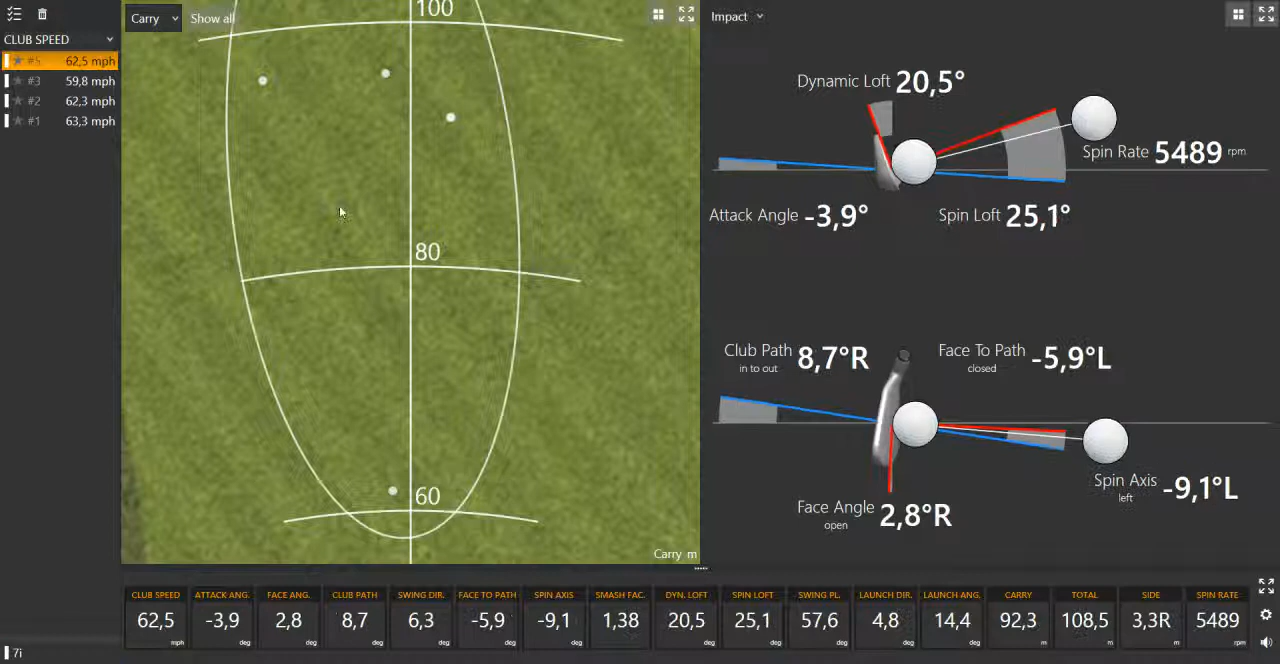 CLUB SPEED
#5 62,5 mph
#3 59,8 mph
#2 62,3 mph
#1 63,3 mph
7i
Carry Show all
100
80
60
Carry m
Impact
Dynamic Loft 20,5°
Spin Rate 5489 rpm
Attack Angle -3,9°
Spin Loft 25,1°
Club Path 8,7°R
in to out
Face To Path -5,9°L
closed
Spin Axis -9,1°L
left
Face Angle 2,8°R
open
CLUB SPEED ATTACK ANG. FACE ANG. CLUB PATH SWING DIR. FACE TO PATH SPIN AXIS SMASH FAC. DYN. LOFT SPIN LOFT SWING PL. LAUNCH DIR. LAUNCH ANG. CARRY TOTAL SIDE SPIN RATE
62,5 -3,9 2,8 8,7 6,3 -5,9 -9,1 1,38 20,5 25,1 57,6 4,8 14,4 92,3 108,5 3,3R 5489
mph deg deg deg deg deg deg deg deg deg deg deg m m m rpm